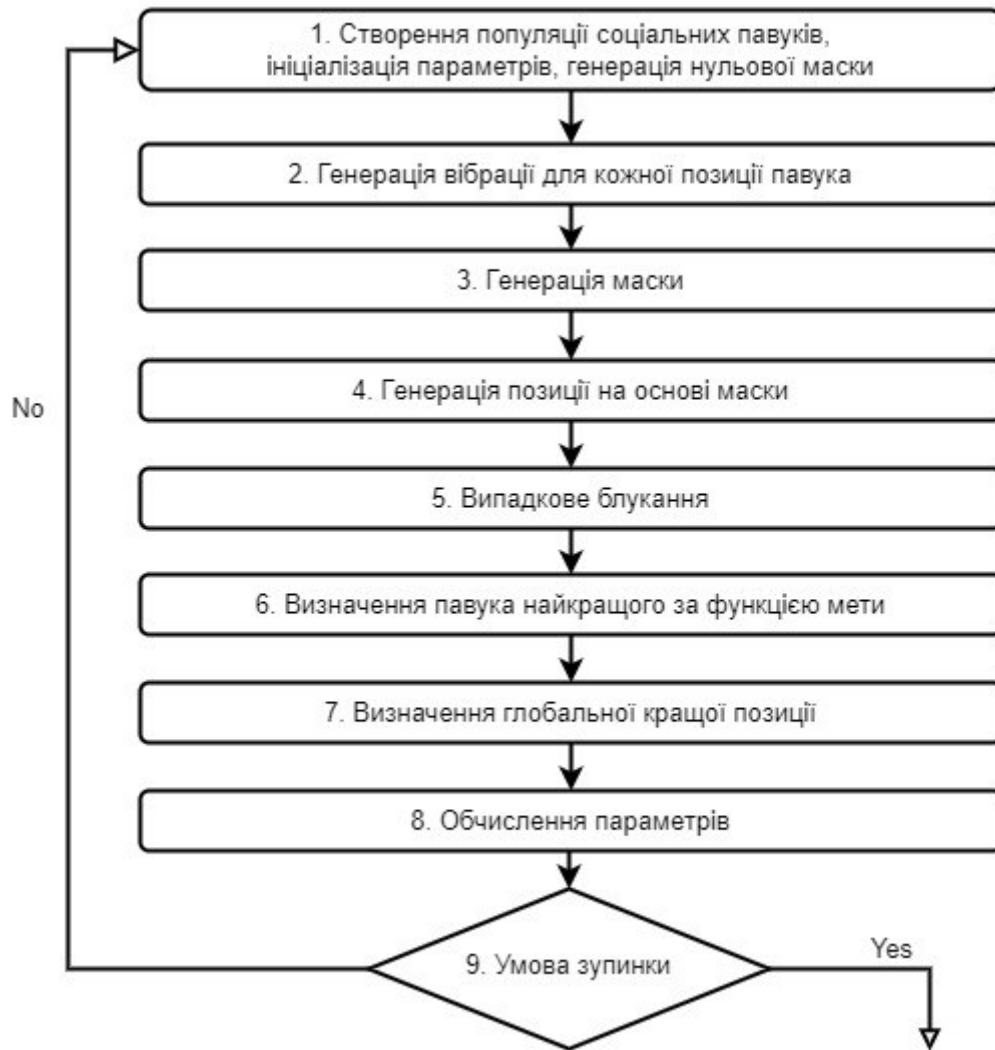 1. Створення популяції соціальних павуків,
ініціалізація параметрів, генерація нульової маски
2. Генерація вібрації для кожної позиції павука
3. Генерація маски
4. Генерація позиції на основі маски
No
5. Випадкове блукання
6. Визначення павука найкращого за функцією мети
7. Визначення глобальної кращої позиції
8. Обчислення параметрів
9. Умова зупинки
Yes